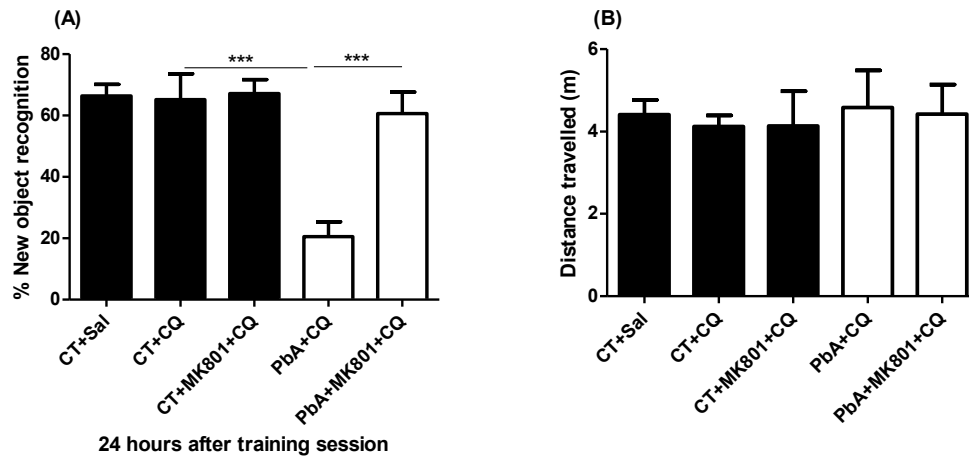 (A)
% New object recognition
80
60
40
20
0
***
***
CT+Sal
CT+CQ
CT+MK801+CQ
PbA+CQ
PbA+MK801+CQ
24 hours after training session
(B)
Distance travelled (m)
6
4
2
0
CT+Sal
CT+CQ
CT+MK801+CQ
PbA+CQ
PbA+MK801+CQ